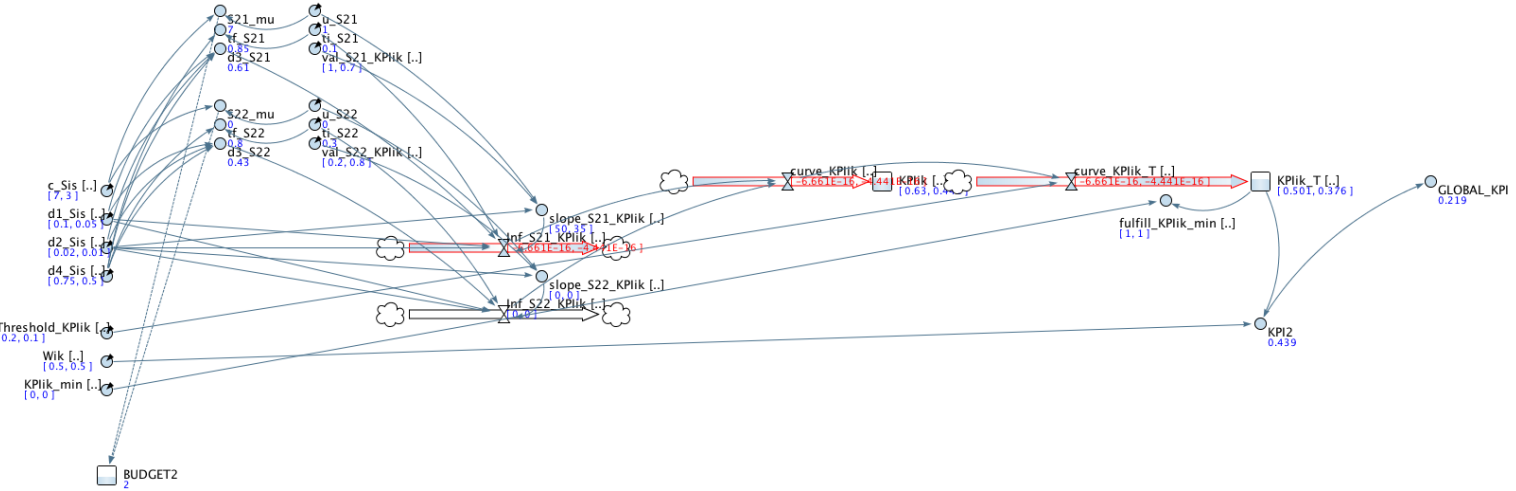 S21_mu
7
tf_S21
0.85
d3_S21
0.61
u_S21
1
ti_S21
0.1
val_S21_KPIik [..]
[ 1, 0.7 ]
S22_mu
0
tf_S22
0.8
d3_S22
0.43
u_S22
0
ti_S22
0.3
val_S22_KPIik [..]
[ 0.2, 0.8 ]
c_Sis [..]
[ 7, 3 ]
d1_Sis [..]
[ 0.1, 0.05 ]
d2_Sis [..]
[ 0.02, 0.01 ]
d4_Sis [..]
[ 0.75, 0.5 ]
Threshold_KPIik [..]
0.2, 0.1 ]
Wik [..]
[ 0.5, 0.5 ]
KPIik_min [..]
[ 0, 0 ]
BUDGET2
2
slope_S21_KPIik [..]
[ 50, 35 ]
Inf_S21_KPIik [..]
slope_S22_KPIik [..]
[ 0, 0 ]
Inf_S22_KPIik [..]
[ 0, 0 ]
curve_KPIik [..]
KPIik [..]
curve_KPIik_T [..]
[ -6.661E-16, -4.441E-16 ]
KPIik_T [..]
[ 0.501, 0.376 ]
fulfill_KPIik_min [..]
[ 1, 1 ]
GLOBAL_KPI
0.219
KPI2
0.439